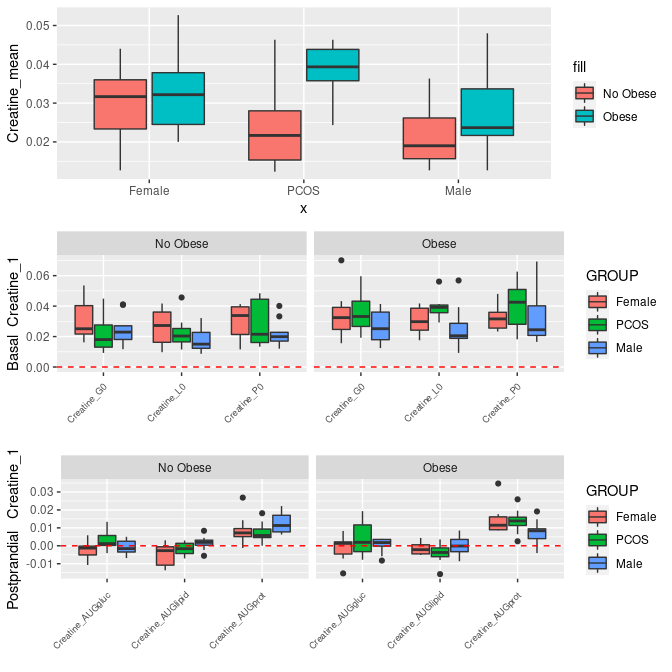 Creatine_mean
0.05
0.04
0.03
0.02
Female
PCOS
Male
x
fill
No Obese
Obese
Basal Creatine_1
No Obese
Obese
0.06
0.04
0.02
0.00
Creatine_G0
Creatine_L0
Creatine_P0
Creatine_G0
Creatine_L0
Creatine_P0
GROUP
Female
PCOS
Male
Postprandial Creatine_1
No Obese
Obese
0.03
0.02
0.01
0.00
-0.01
Creatine_AUGgluc
Creatine_AUGlipid
Creatine_AUGprot
Creatine_AUGgluc
Creatine_AUGlipid
Creatine_AUGprot
GROUP
Female
PCOS
Male